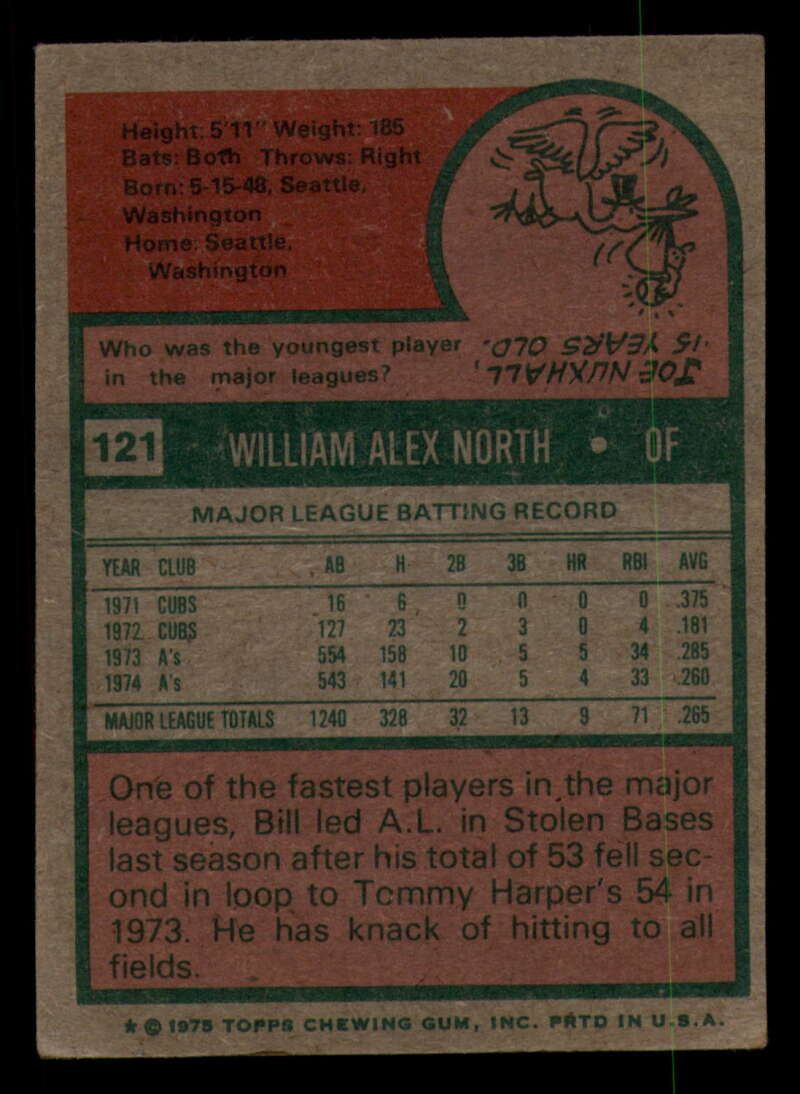 Height: 5'11" Weight: 185
Bats: Both Throws: Right
Born: 5-15-48, Seattle,
Washington
Home: Seattle,
Washington
Who was the youngest player
in the major leagues?
JOE NUXHALL,
15 YEARS OLD.
121 WILLIAM ALEX NORTH • OF
MAJOR LEAGUE BATTING RECORD
YEAR CLUB AB H 2B 3B HR RBI AVG
1971 CUBS 16 6 0 0 0 0 .375
1972 CUBS 127 23 2 3 0 4 .181
1973 A's 554 158 10 5 5 34 .285
1974 A's 543 141 20 5 4 33 .260
MAJOR LEAGUE TOTALS 1240 328 32 13 9 71 .265
One of the fastest players in the major
leagues, Bill led A.L. in Stolen Bases
last season after his total of 53 fell sec-
ond in loop to Tommy Harper's 54 in
1973. He has knack of hitting to all
fields.
* © 1975 TOPPS CHEWING GUM, INC. PRTD IN U.S.A.